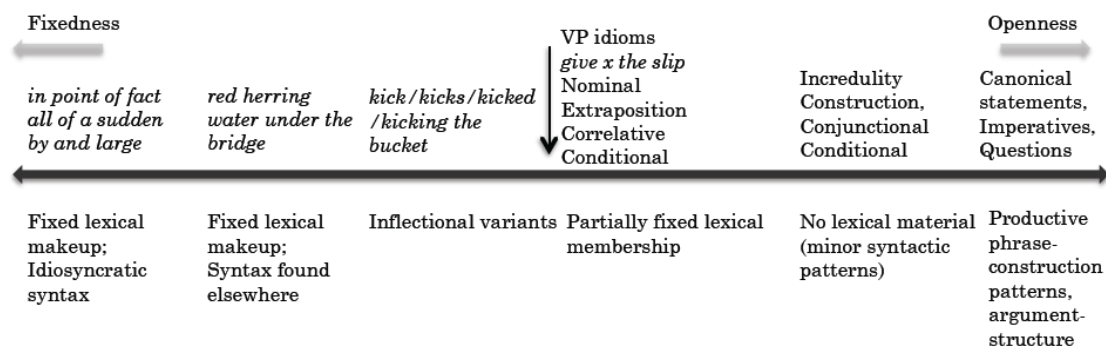 Fixedness
Openness
in point of fact
all of a sudden
by and large
red herring
water under the
bridge
kick/kicks/kicked
/kicking the
bucket
VP idioms
give x the slip
Nominal
Extraposition
Correlative
Conditional
Incredulity
Construction,
Conjunctional
Conditional
Canonical
statements,
Imperatives,
Questions
Fixed lexical
makeup;
Idiosyncratic
syntax
Fixed lexical
makeup;
Syntax found
elsewhere
Inflectional variants
Partially fixed lexical
membership
No lexical material
(minor syntactic
patterns)
Productive
phrase-
construction
patterns,
argument-
structure